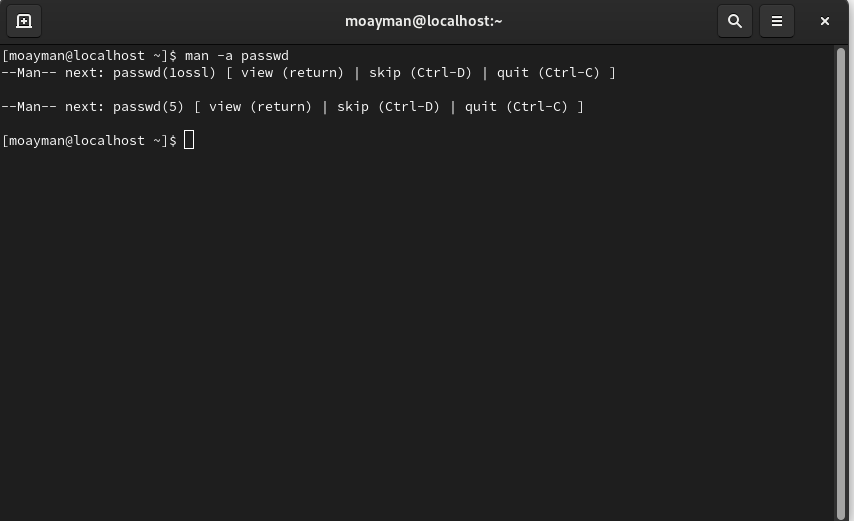 moayman@localhost:~
[moayman@localhost ~]$ man -a passwd
--Man-- next: passwd(1ossl) [ view (return) | skip (Ctrl-D) | quit (Ctrl-C) ]
--Man-- next: passwd(5) [ view (return) | skip (Ctrl-D) | quit (Ctrl-C) ]
[moayman@localhost ~]$